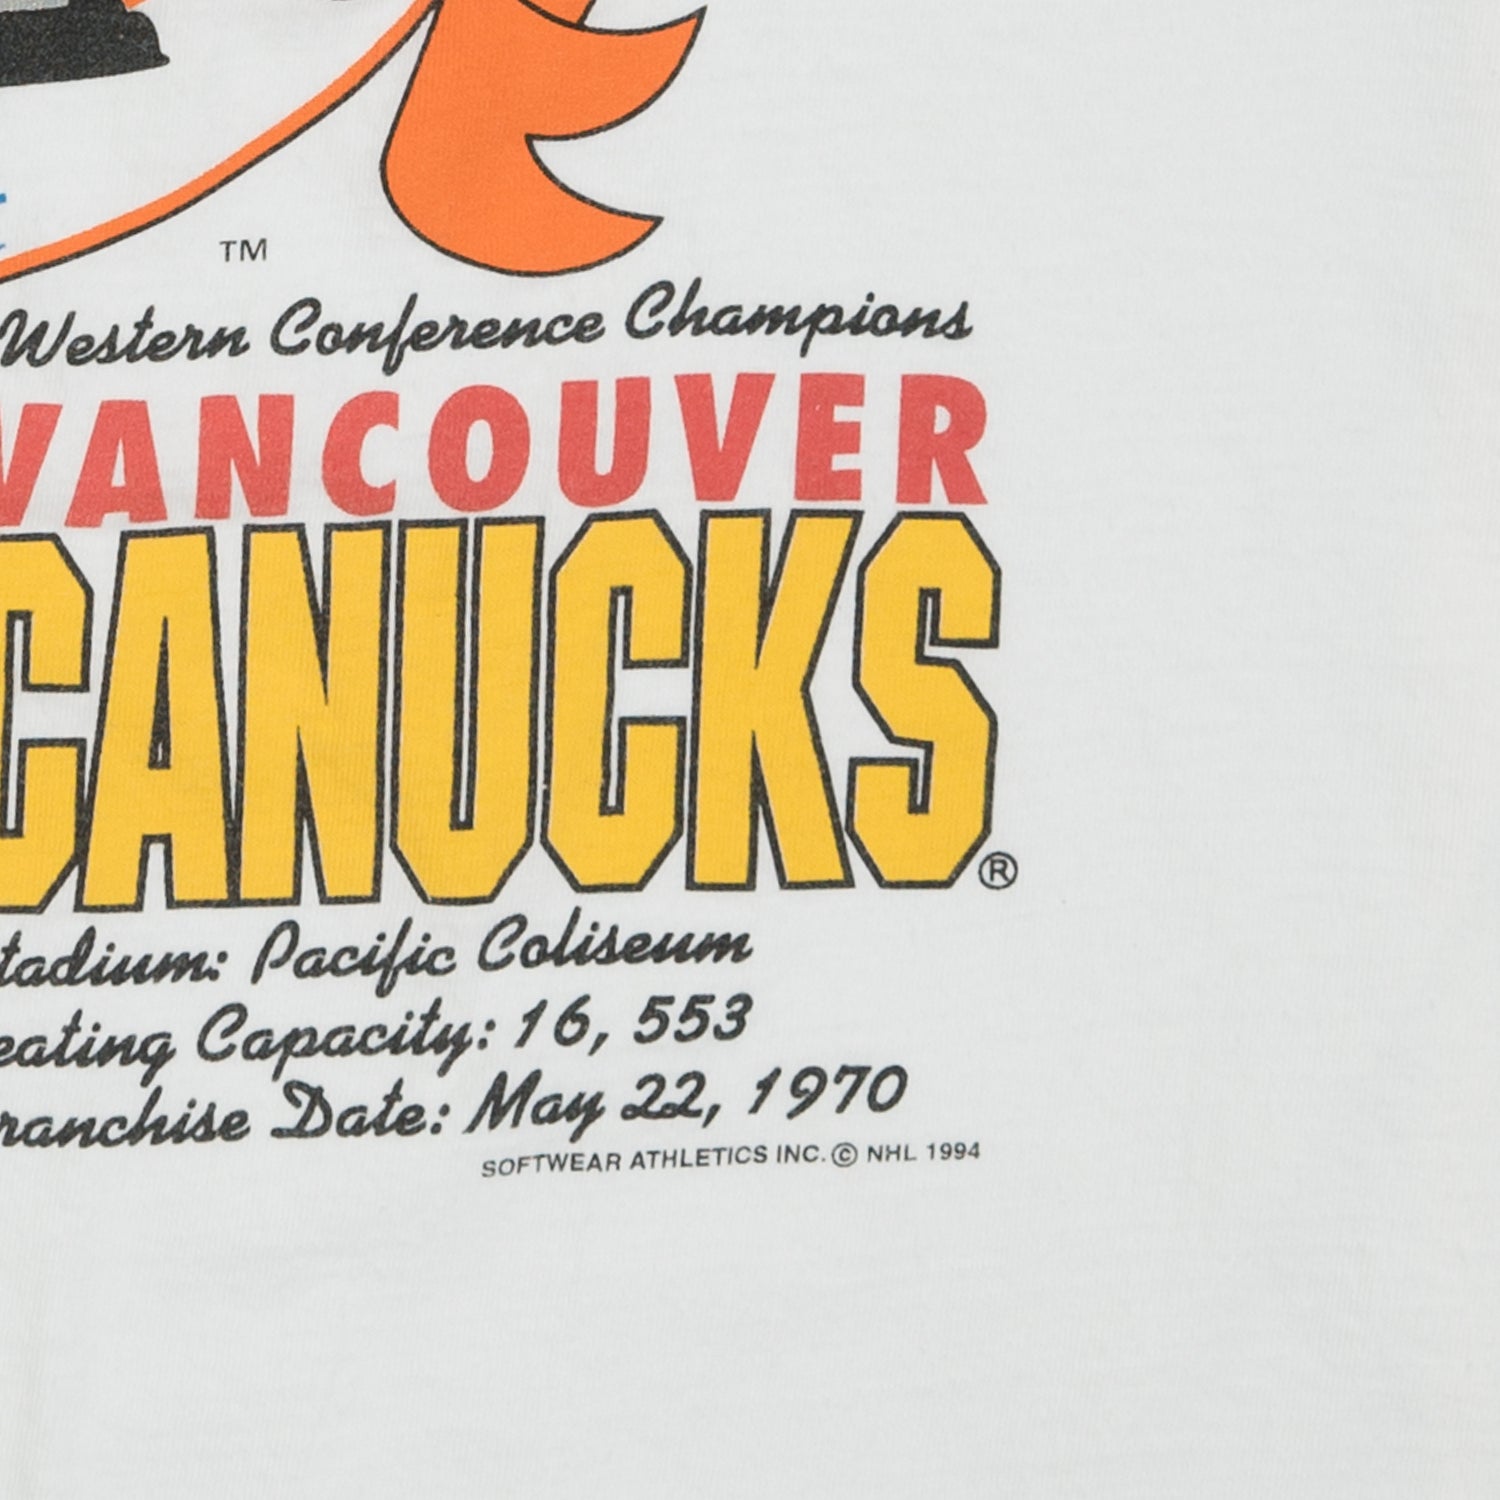 TM
Western Conference Champions
VANCOUVER
CANUCKS®
tadium: Pacific Coliseum
eating Capacity: 16, 553
ranchise Date: May 22, 1970
SOFTWEAR ATHLETICS INC. © NHL 1994